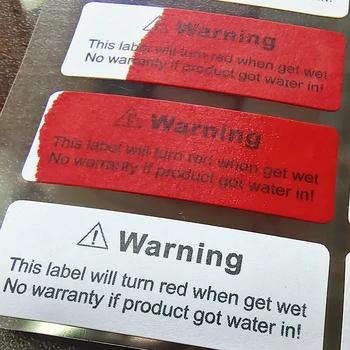 Warning
This label will turn red when get wet
No warranty if product got water in!
Warning
This label will turn red when get wet
No warranty if product got water in!
Warning
This label will turn red when get wet
No warranty if product got water in!